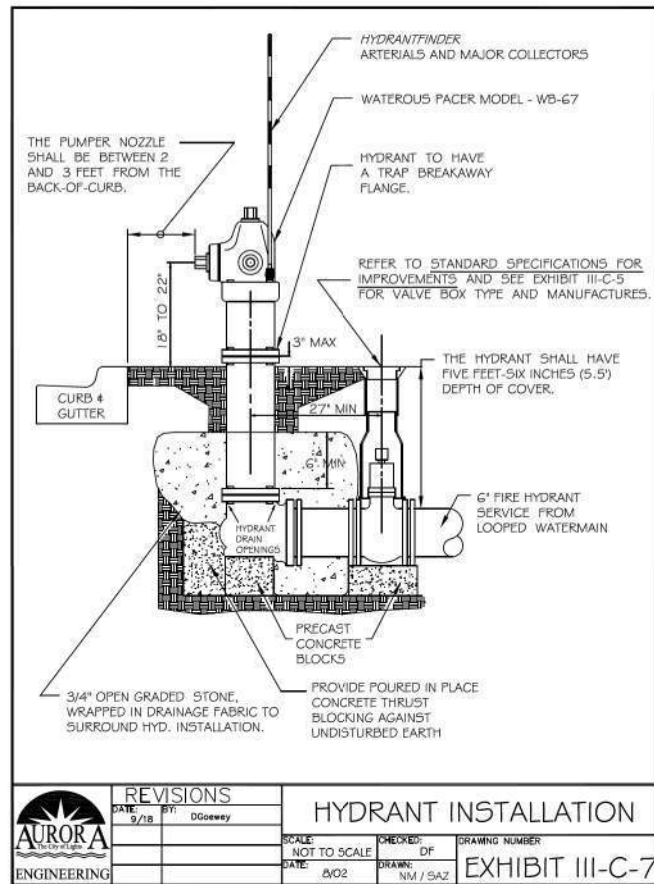 HYDRANTFINDER
ARTERIALS AND MAJOR COLLECTORS
WATEROUS PACER MODEL - WB-67
THE PUMPER NOZZLE
SHALL BE BETWEEN 2
AND 3 FEET FROM THE
BACK-OF-CURB.
HYDRANT TO HAVE
A TRAP BREAKAWAY
FLANGE.
REFER TO STANDARD SPECIFICATIONS FOR
IMPROVEMENTS AND SEE EXHIBIT III-C-5
FOR VALVE BOX TYPE AND MANUFACTURES.
18" TO 22"
3" MAX
THE HYDRANT SHALL HAVE
FIVE FEET-SIX INCHES (5.5')
DEPTH OF COVER.
CURB &
GUTTER
27" MIN
6" MIN
6" FIRE HYDRANT
SERVICE FROM
LOOPED WATERMAIN
HYDRANT
DRAIN
OPENINGS
PRECAST
CONCRETE
BLOCKS
3/4" OPEN GRADED STONE,
WRAPPED IN DRAINAGE FABRIC TO
SURROUND HYD. INSTALLATION.
PROVIDE POURED IN PLACE
CONCRETE THRUST
BLOCKING AGAINST
UNDISTURBED EARTH
AURORA
The City of Lights
ENGINEERING
REVISIONS
DATE: BY:
9/18 DGoewey
HYDRANT INSTALLATION
SCALE: CHECKED: DRAWING NUMBER
NOT TO SCALE DF
DATE: DRAWN: EXHIBIT III-C-7
8/02 NM / SAZ